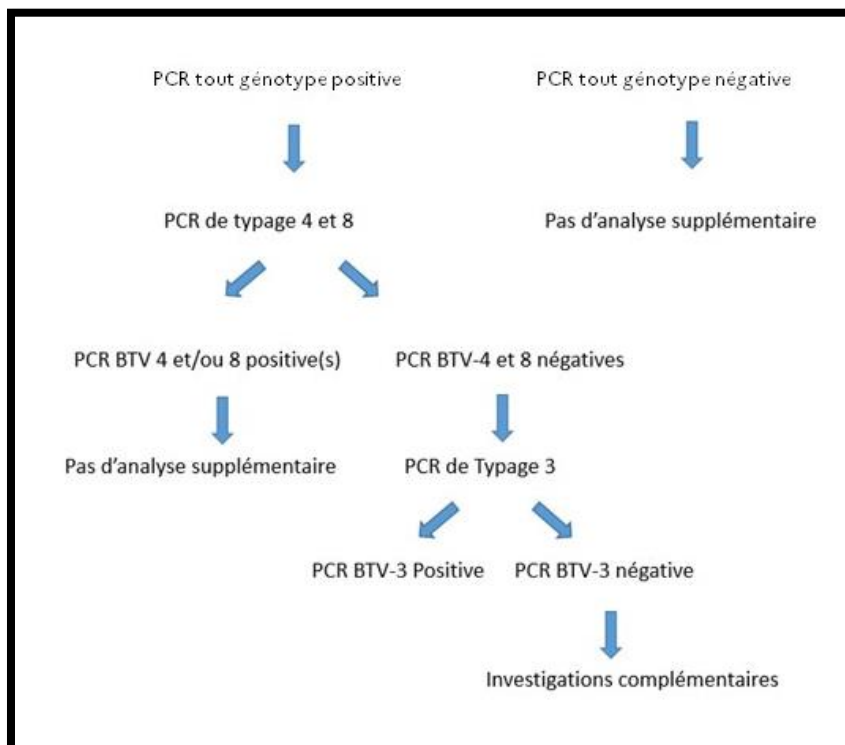 PCR tout génotype positive
PCR tout génotype négative
PCR de typage 4 et 8
Pas d'analyse supplémentaire
PCR BTV 4 et/ou 8 positive(s)
PCR BTV-4 et 8 négatives
Pas d'analyse supplémentaire
PCR de Typage 3
PCR BTV-3 Positive
PCR BTV-3 négative
Investigations complémentaires